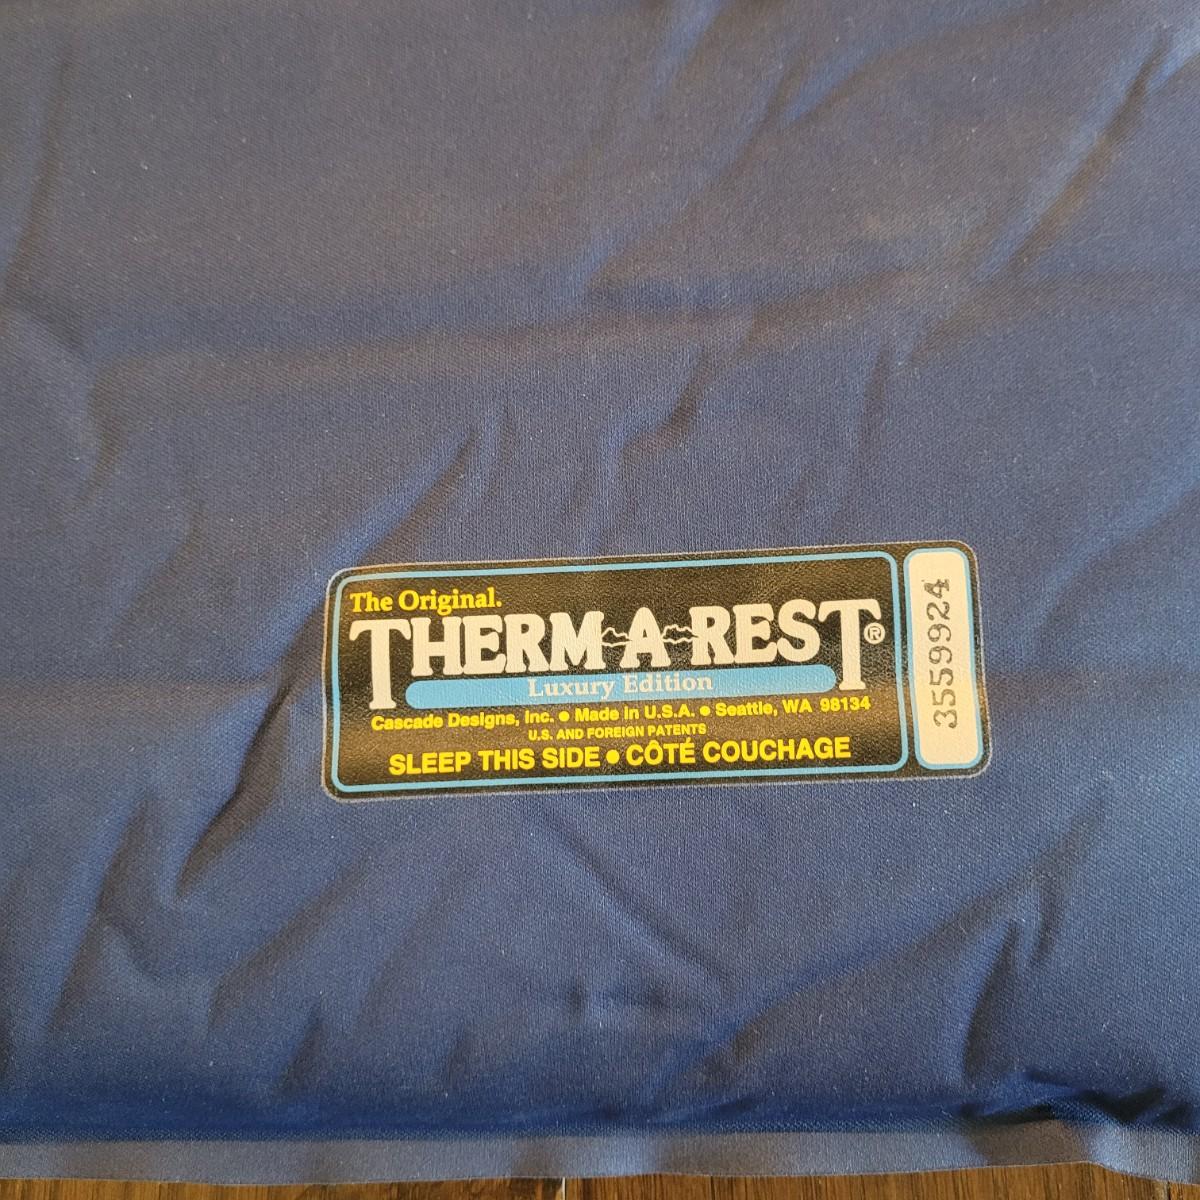 The Original.
THERM-A-REST®
Luxury Edition
Cascade Designs, Inc. ● Made in U.S.A. ● Seattle, WA 98134
U.S. AND FOREIGN PATENTS
SLEEP THIS SIDE ● CÔTÉ COUCHAGE
3559924